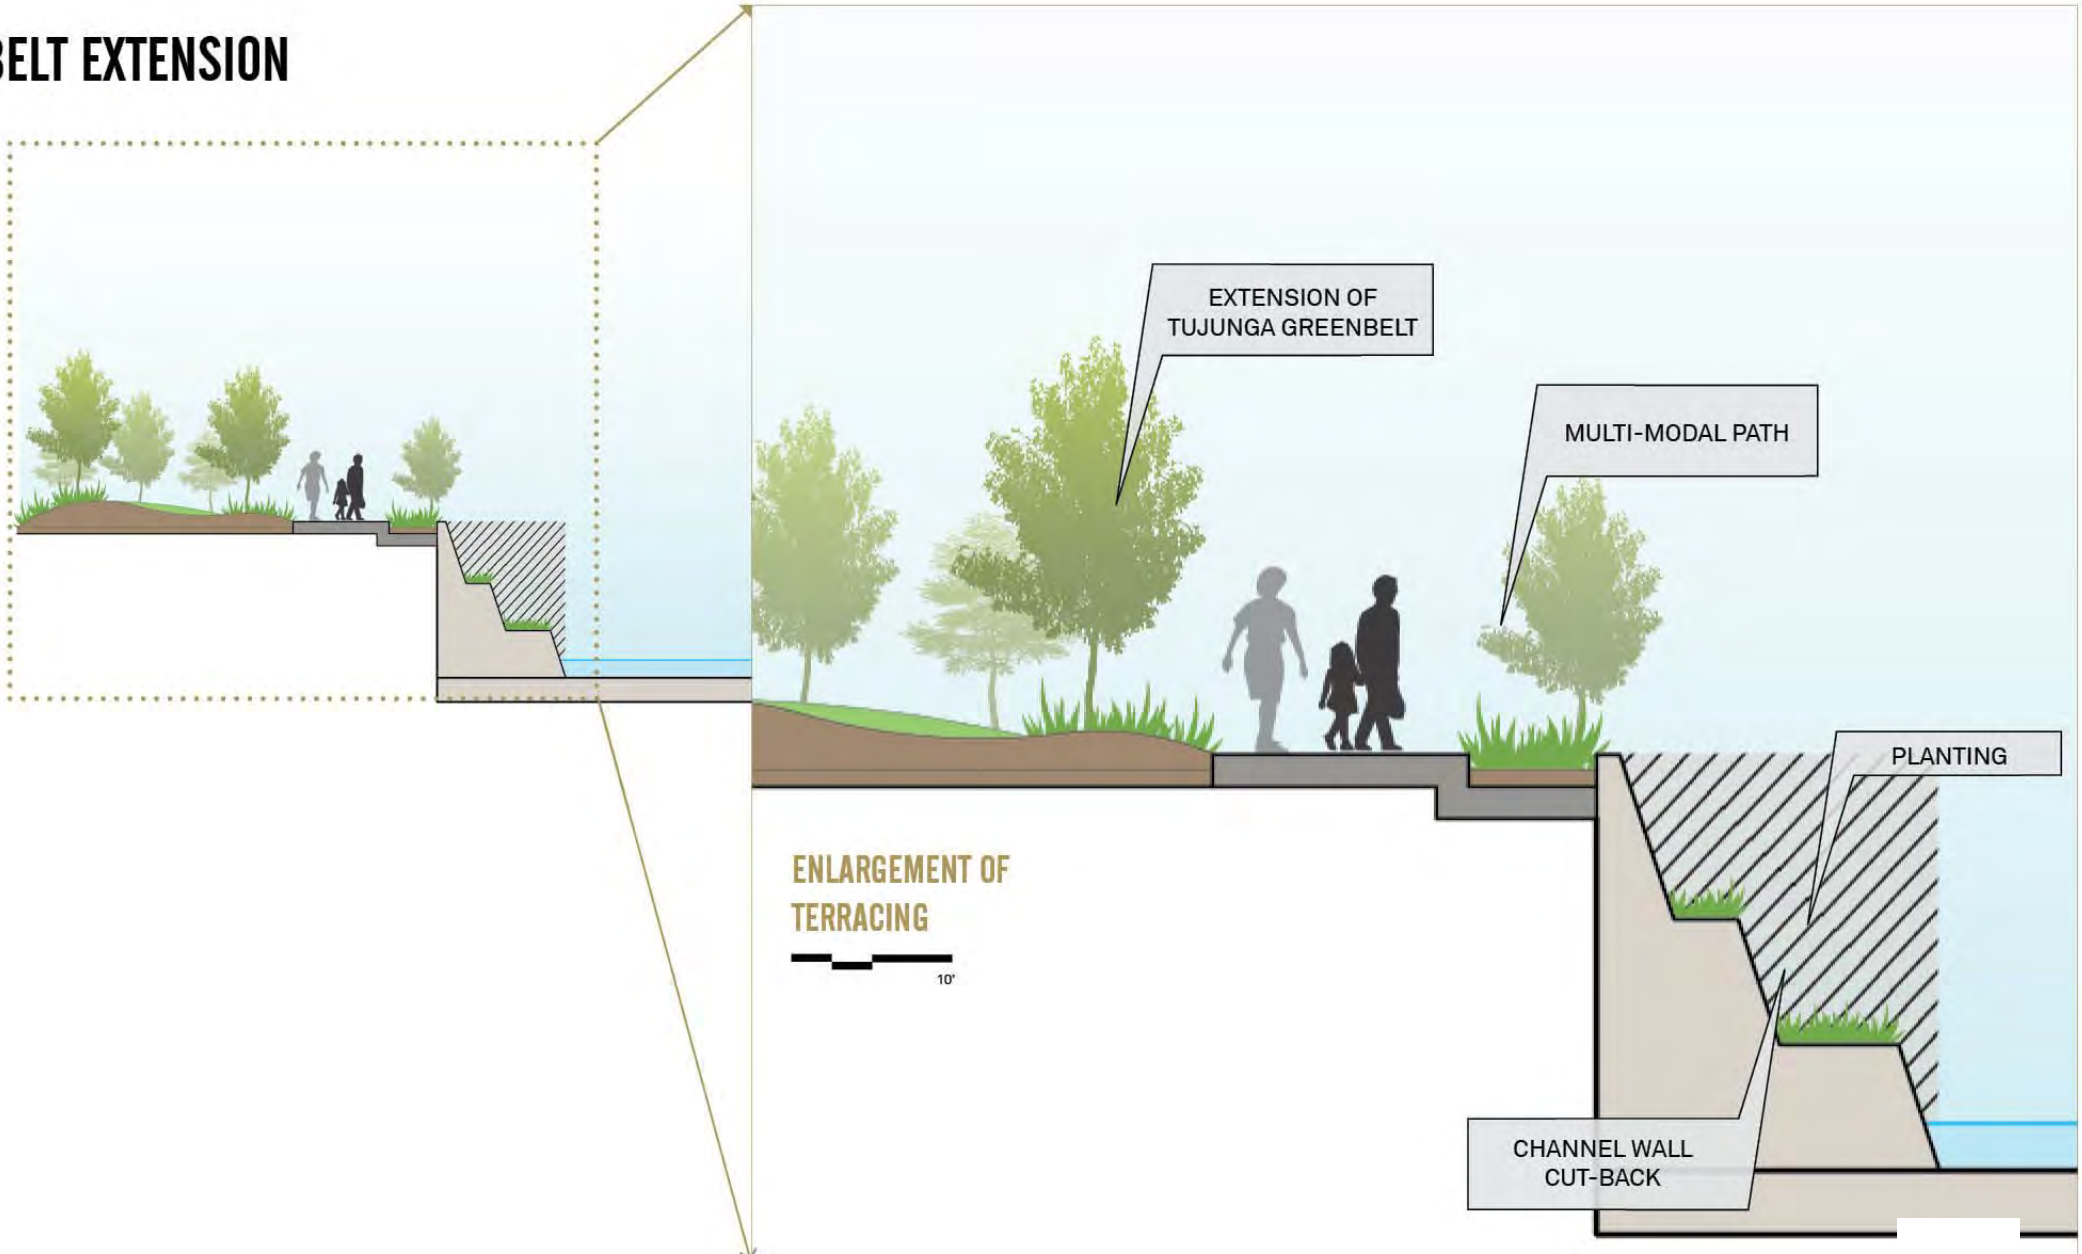 BELT EXTENSION
EXTENSION OF
TUJUNGA GREENBELT
MULTI-MODAL PATH
PLANTING
ENLARGEMENT OF
TERRACING
10'
CHANNEL WALL
CUT-BACK